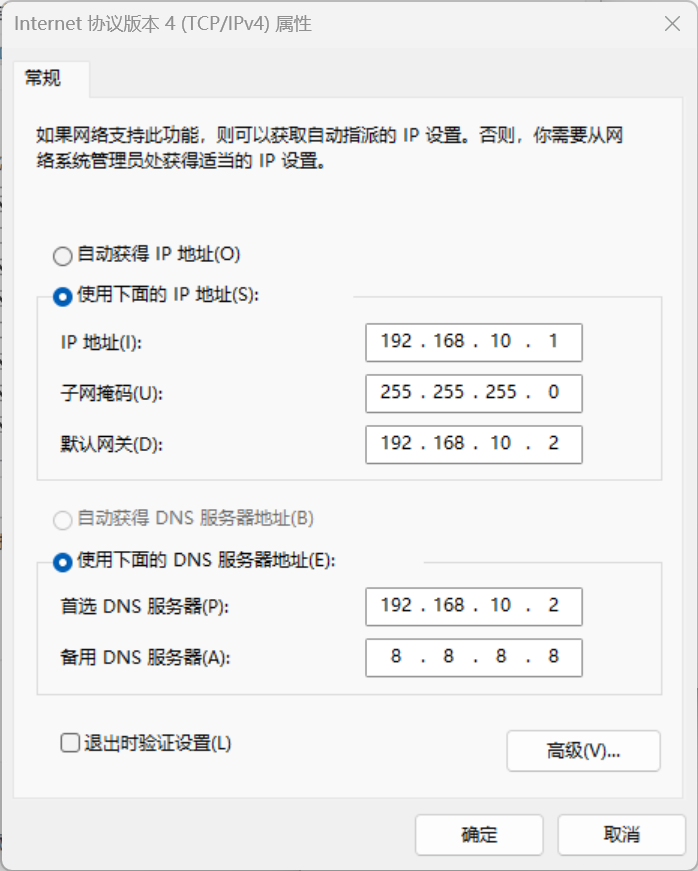 Internet 协议版本 4 (TCP/IPv4) 属性
常规
如果网络支持此功能，则可以获取自动指派的 IP 设置。否则，你需要从网
络系统管理员处获得适当的 IP 设置。
自动获得 IP 地址(O)
使用下面的 IP 地址(S):
IP 地址(I): 192 . 168 . 10 . 1
子网掩码(U): 255 . 255 . 255 . 0
默认网关(D): 192 . 168 . 10 . 2
自动获得 DNS 服务器地址(B)
使用下面的 DNS 服务器地址(E):
首选 DNS 服务器(P): 192 . 168 . 10 . 2
备用 DNS 服务器(A): 8 . 8 . 8 . 8
退出时验证设置(L)
高级(V)...
确定 取消